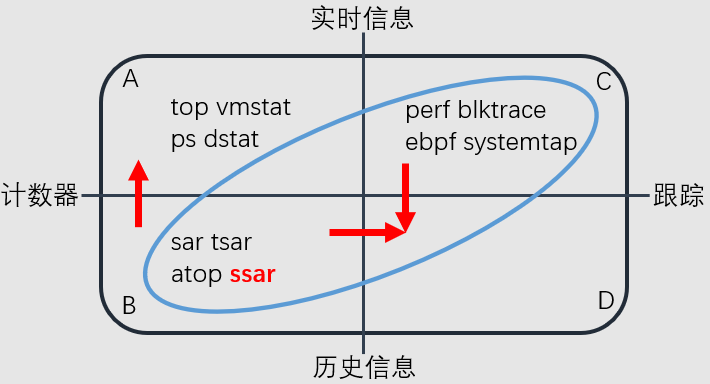 实时信息
A
C
top vmstat
ps dstat
perf blktrace
ebpf systemtap
计数器
跟踪
sar tsar
atop ssar
B
D
历史信息